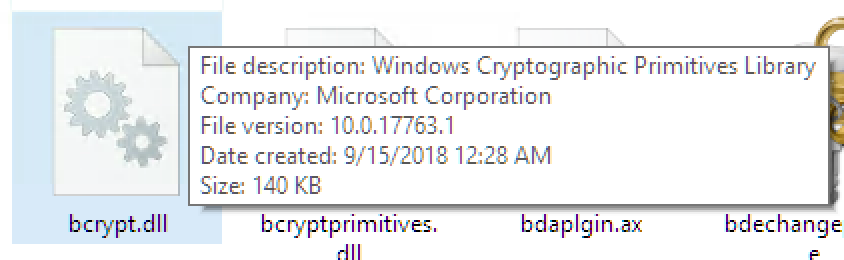 File description: Windows Cryptographic Primitives Library
Company: Microsoft Corporation
File version: 10.0.17763.1
Date created: 9/15/2018 12:28 AM
Size: 140 KB
bcrypt.dll
bcryptprimitives.
dll
bdaplgin.ax
bdechange
e